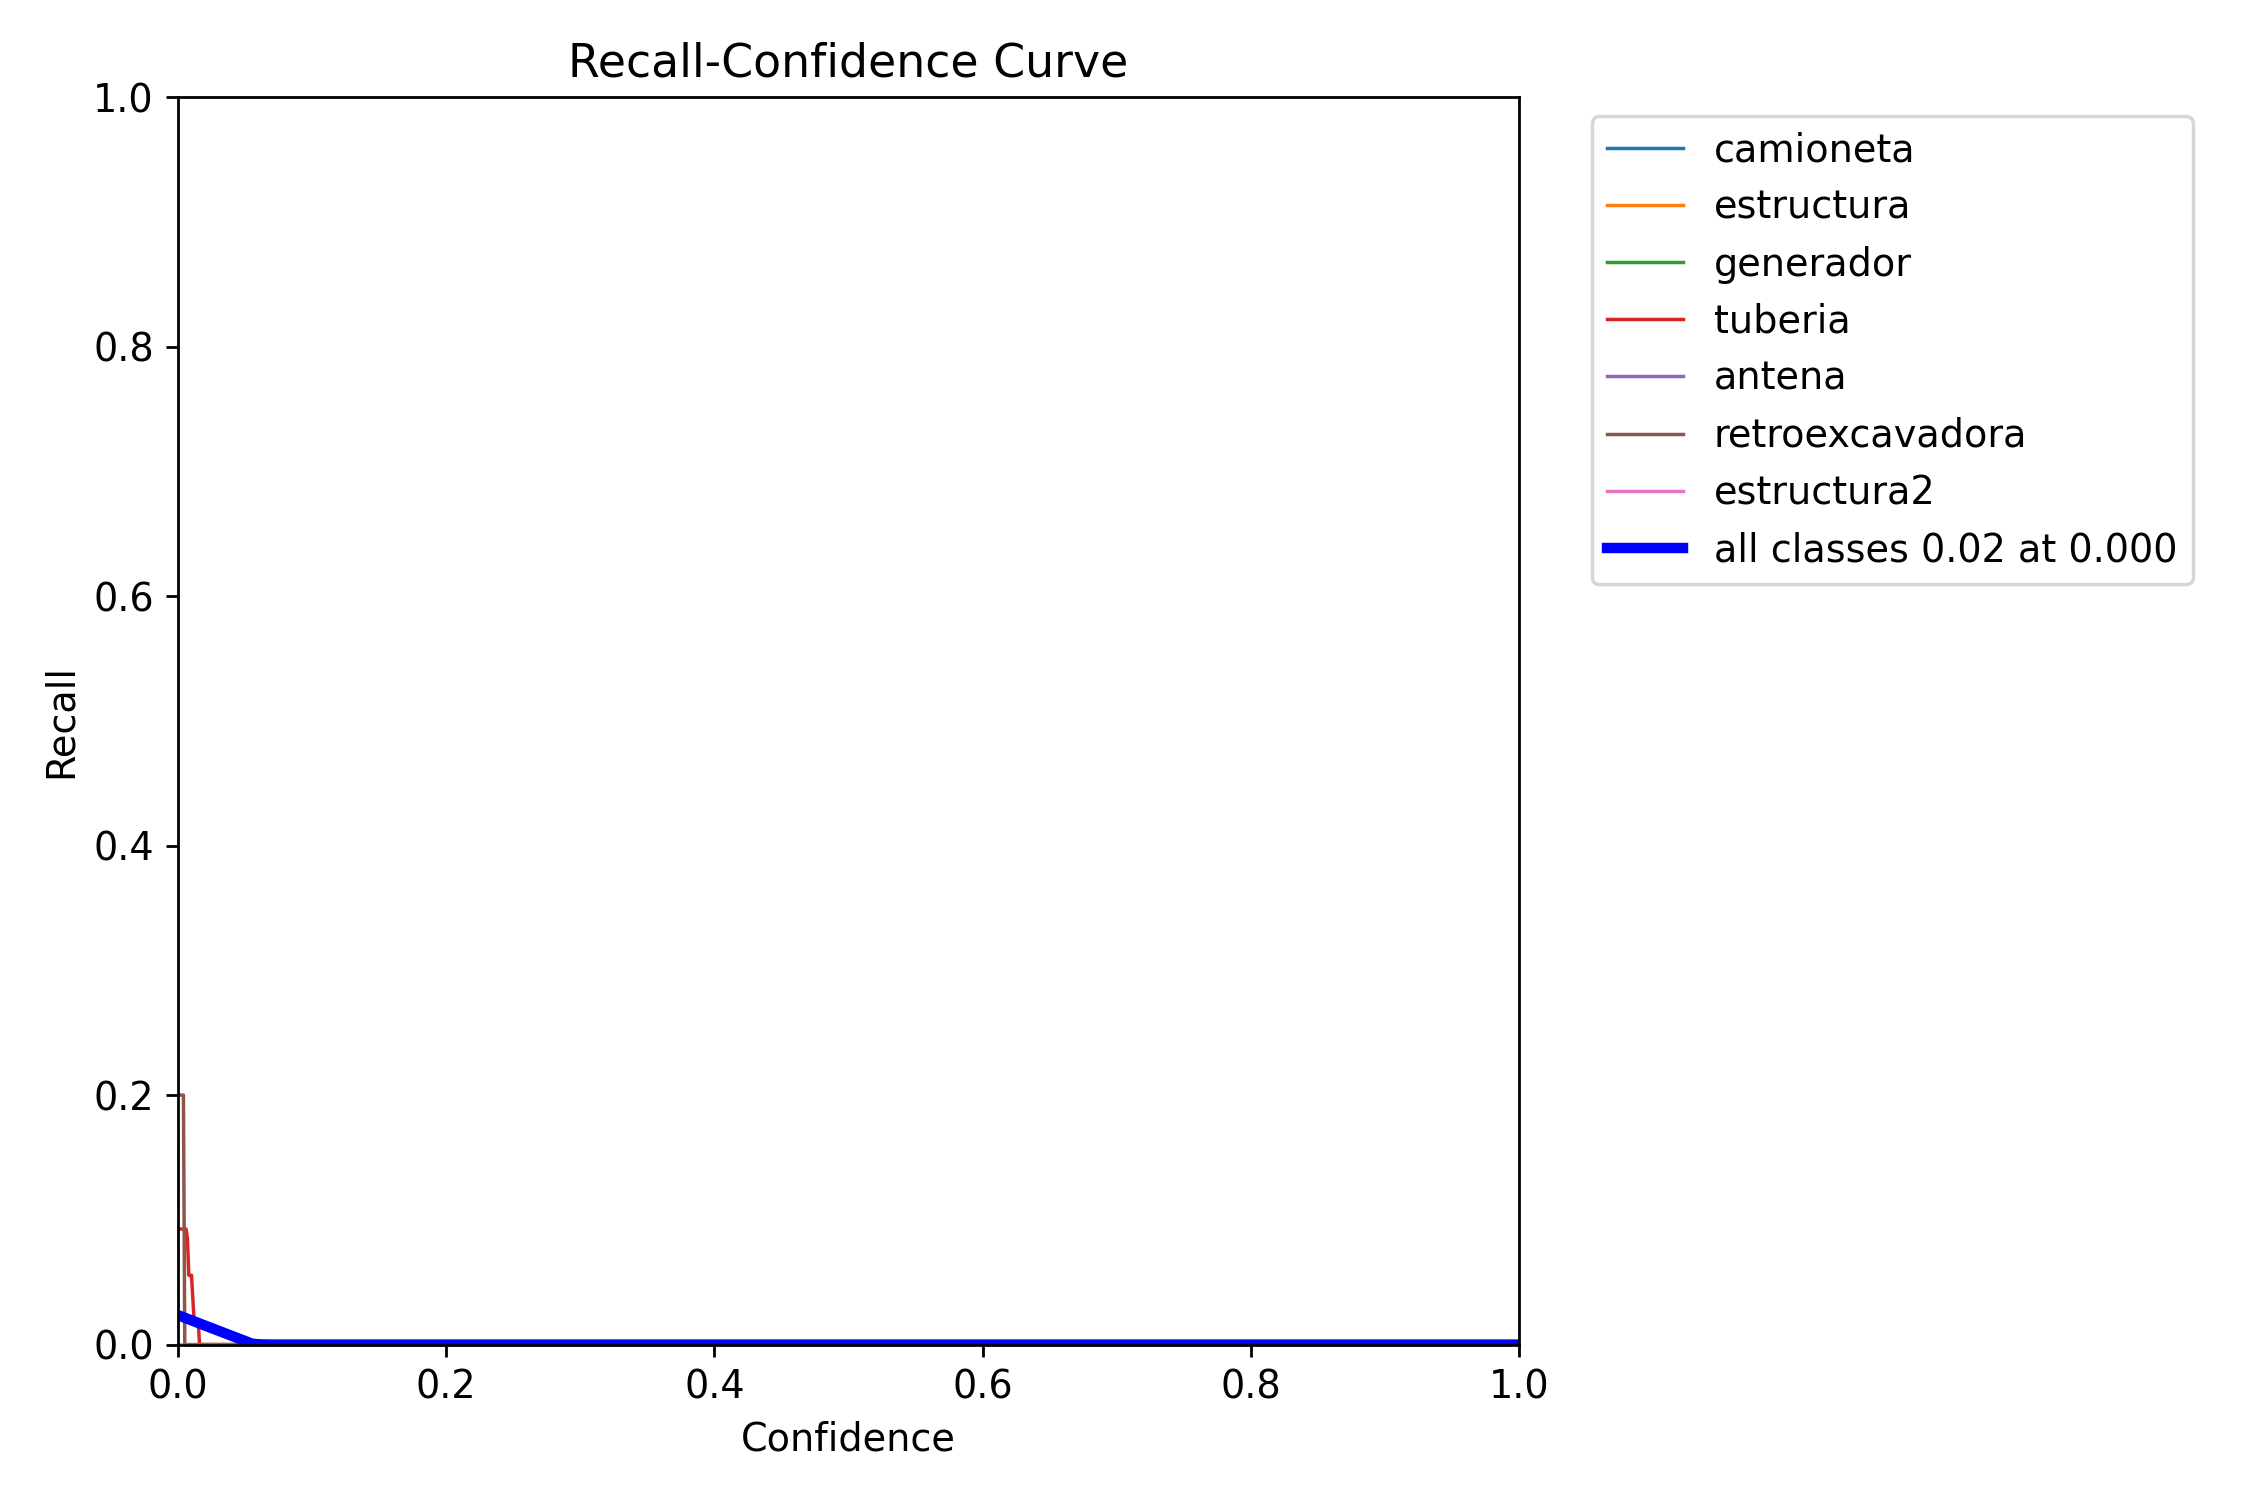 Recall-Confidence Curve
1.0
0.8
0.6
0.4
0.2
0.0
Recall
0.0 0.2 0.4 0.6 0.8 1.0
Confidence
camioneta
estructura
generador
tuberia
antena
retroexcavadora
estructura2
all classes 0.02 at 0.000